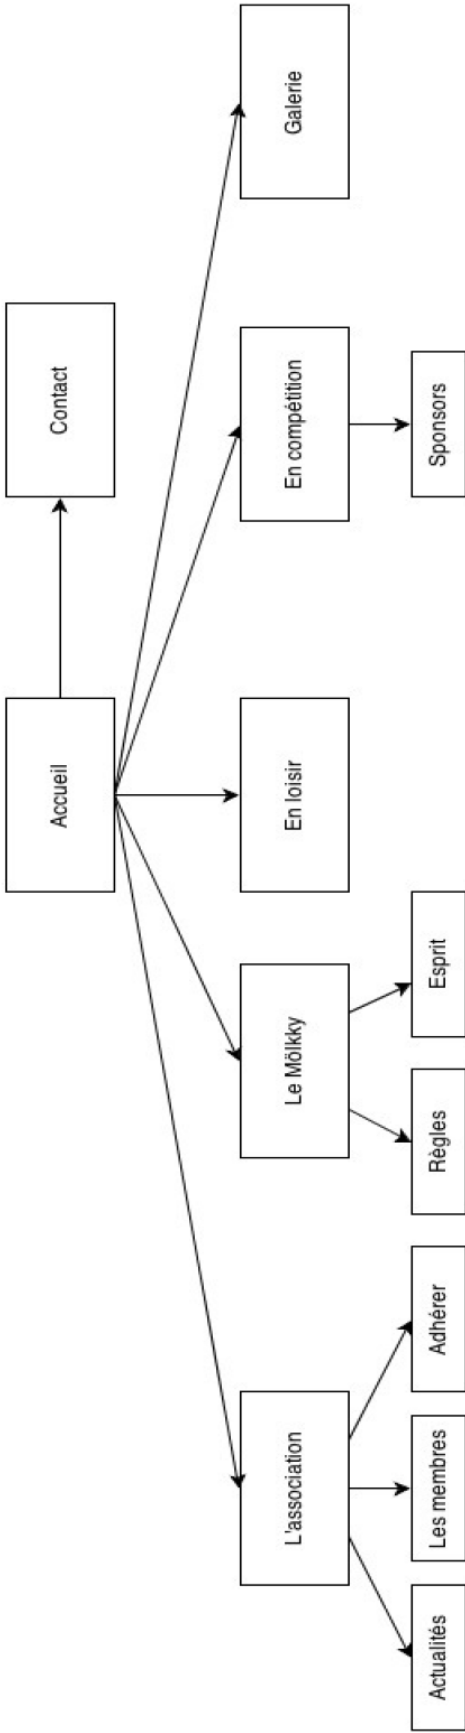 Accueil
Contact
L'association
Le Mölkky
En loisir
En compétition
Galerie
Actualités
Les membres
Adhérer
Règles
Esprit
Sponsors